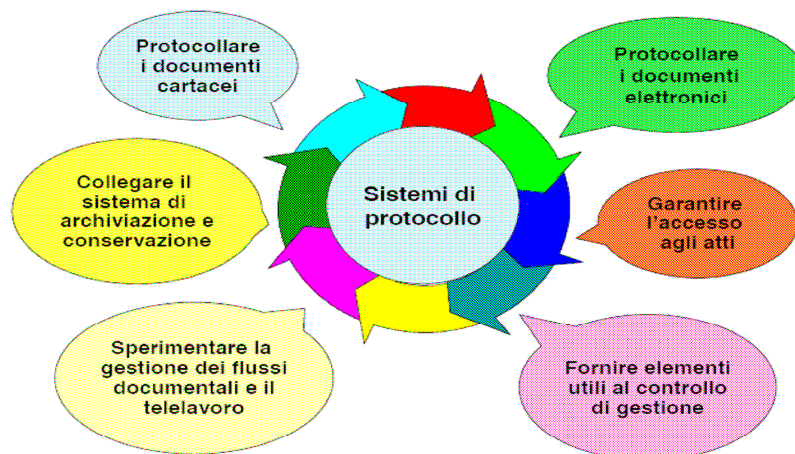 Protocollare
i documenti
cartacei
Protocollare
i documenti
elettronici
Sistemi di
protocollo
Collegare il
sistema di
archiviazione e
conservazione
Garantire
l'accesso
agli atti
Sperimentare la
gestione dei flussi
documentali e il
telelavoro
Fornire elementi
utili al controllo
di gestione